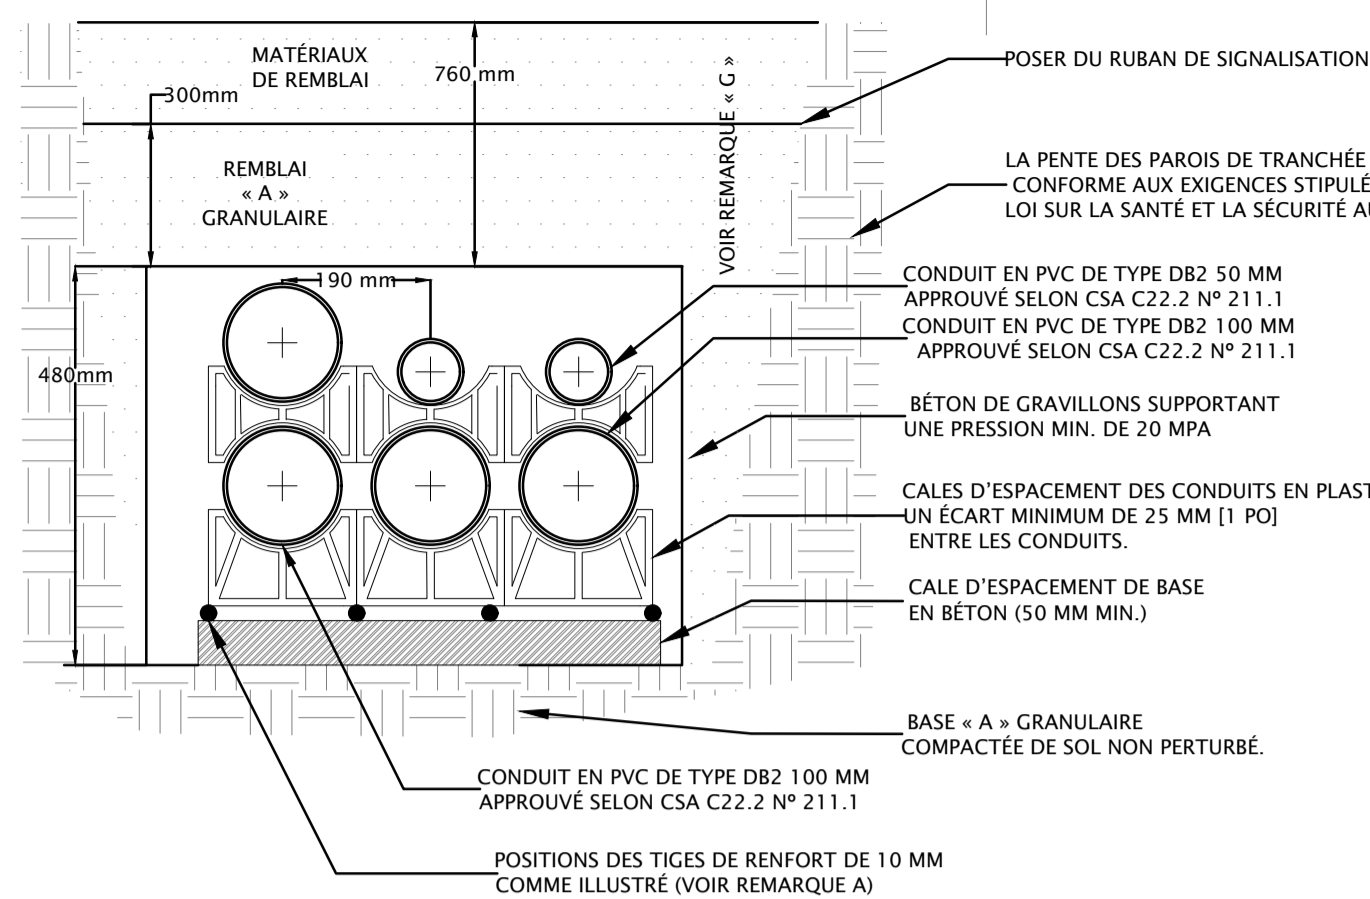 MATÉRIAUX
DE REMBLAI
760 mm
300mm
VOIR REMARQUE « G »
POSER DU RUBAN DE SIGNALISATION
REMBLAI
« A »
GRANULAIRE
LA PENTE DES PAROIS DE TRANCHÉE
CONFORME AUX EXIGENCES
LOI SUR LA SANTÉ ET LA SÉCURITÉ
190 mm
480mm
CONDUIT EN PVC DE TYPE DB2 50 MM
APPROUVÉ SELON CSA C22.2 Nº 211.1
CONDUIT EN PVC DE TYPE DB2 100 MM
APPROUVÉ SELON CSA C22.2 Nº 211.1
BÉTON DE GRAVILLONS SUPPORTANT
UNE PRESSION MIN. DE 20 MPA
CALES D’ESPACEMENT DES CONDUITS EN
UN ÉCART MINIMUM DE 25 MM [1 PO]
ENTRE LES CONDUITS.
CALE D’ESPACEMENT DE BASE
EN BÉTON (50 MM MIN.)
BASE « A » GRANULAIRE
COMPACTÉE DE SOL NON PERTURBÉ.
CONDUIT EN PVC DE TYPE DB2 100 MM
APPROUVÉ SELON CSA C22.2 Nº 211.1
POSITIONS DES TIGES DE RENFORT DE 10 MM
COMME ILLUSTRÉ (VOIR REMARQUE A)